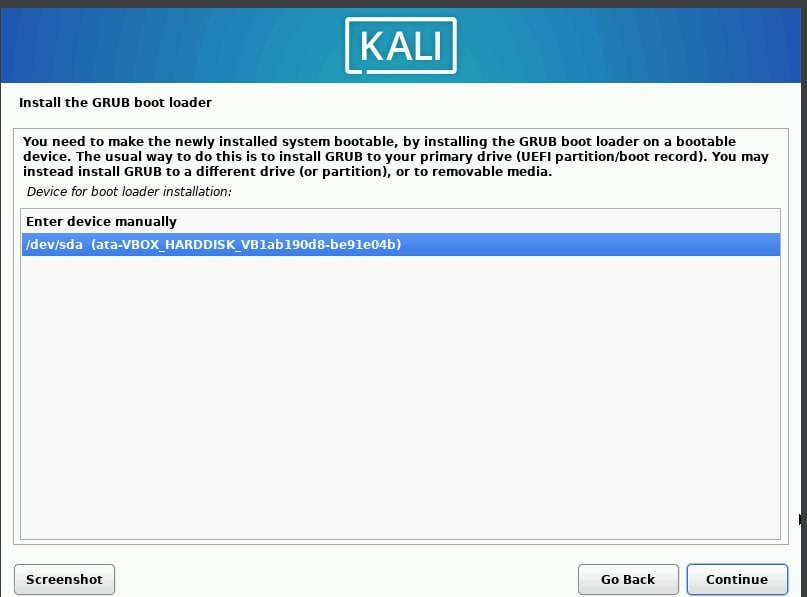 KALI
Install the GRUB boot loader
You need to make the newly installed system bootable, by installing the GRUB boot loader on a bootable
device. The usual way to do this is to install GRUB to your primary drive (UEFI partition/boot record). You may
instead install GRUB to a different drive (or partition), or to removable media.
Device for boot loader installation:
Enter device manually
/dev/sda (ata-VBOX_HARDDISK_VB1ab190d8-be91e04b)
Screenshot
Go Back
Continue